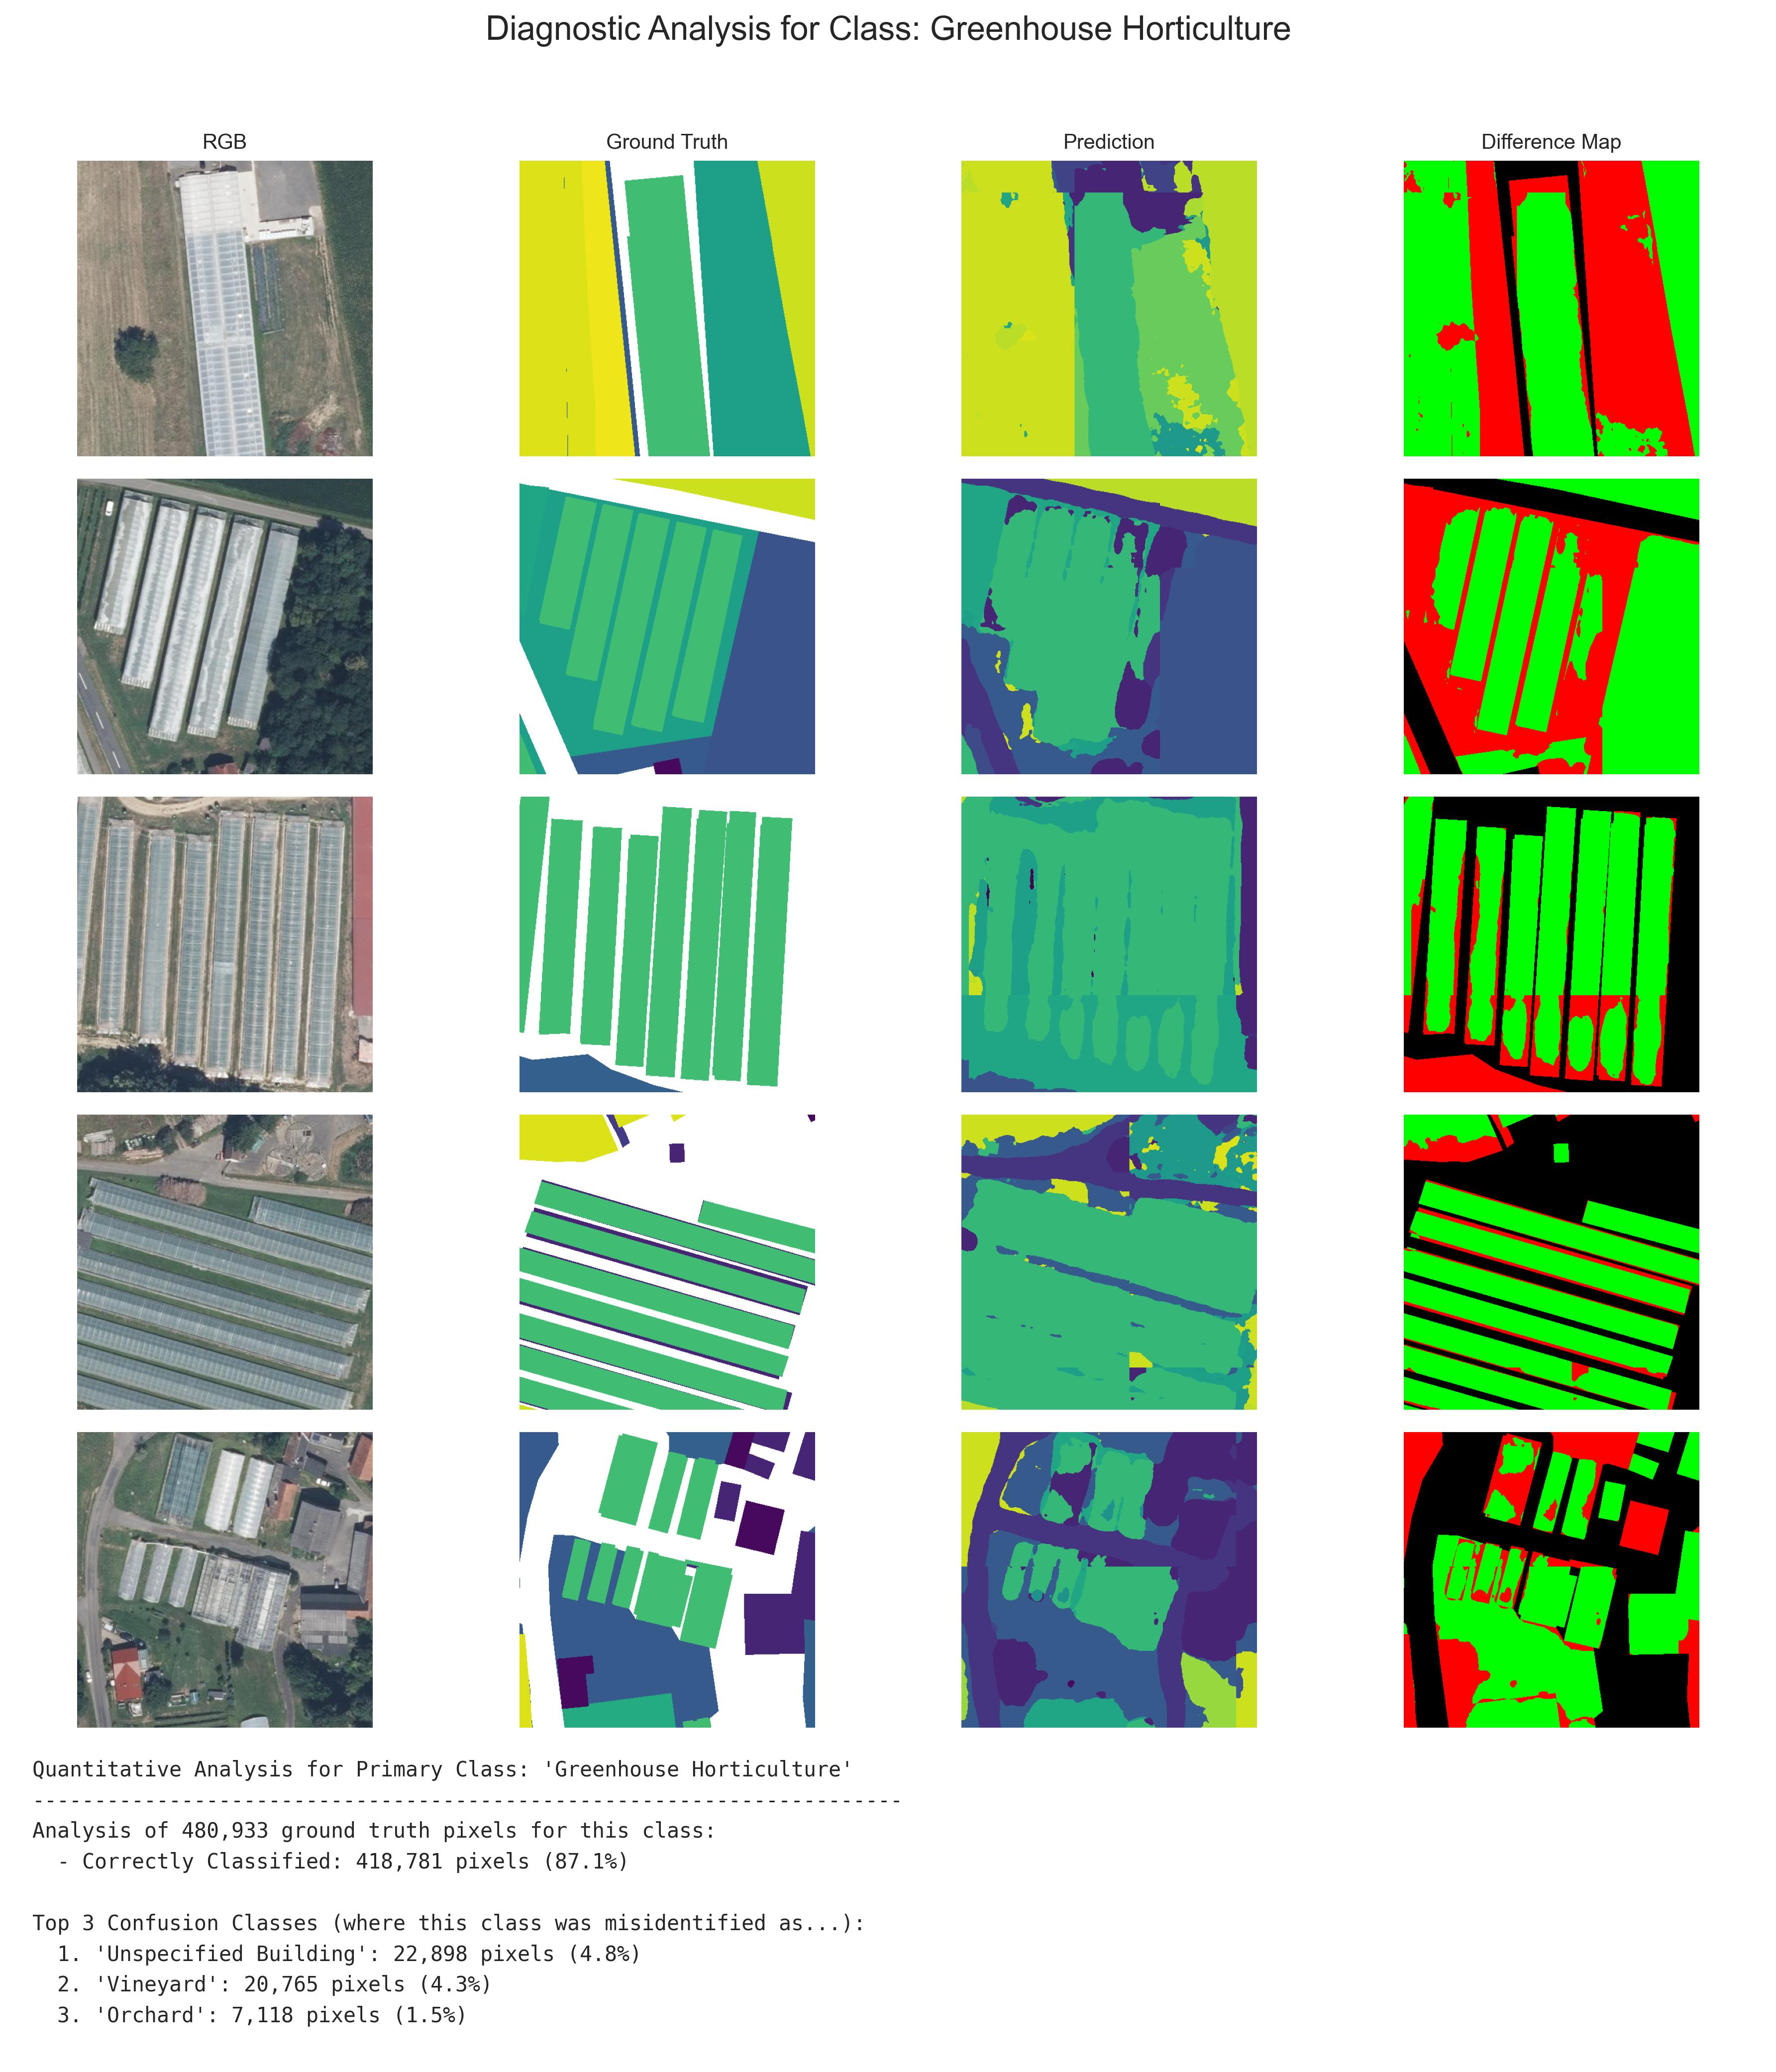 Diagnostic Analysis for Class: Greenhouse Horticulture
RGB
Ground Truth
Prediction
Difference Map
Quantitative Analysis for Primary Class: 'Greenhouse Horticulture'
----------------------------------------------------------------------
Analysis of 480,933 ground truth pixels for this class:
- Correctly Classified: 418,781 pixels (87.1%)
Top 3 Confusion Classes (where this class was misidentified as...):
1. 'Unspecified Building': 22,898 pixels (4.8%)
2. 'Vineyard': 20,765 pixels (4.3%)
3. 'Orchard': 7,118 pixels (1.5%)